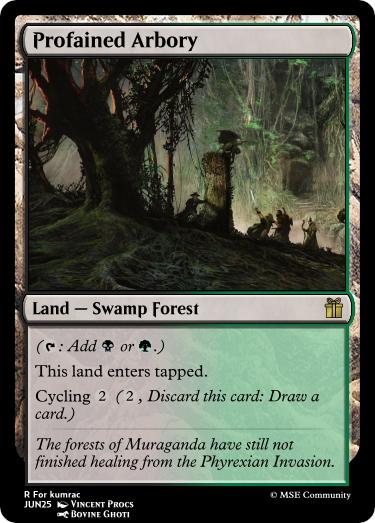 Profained Arbory
Land — Swamp Forest
( : Add or .)
This land enters tapped.
Cycling 2 ( 2 , Discard this card: Draw a
card.)
The forests of Muraganda have still not
finished healing from the Phyrexian Invasion.
R For kumrac
JUN25 Vincent Procs
Bovine Ghoti
© MSE Community